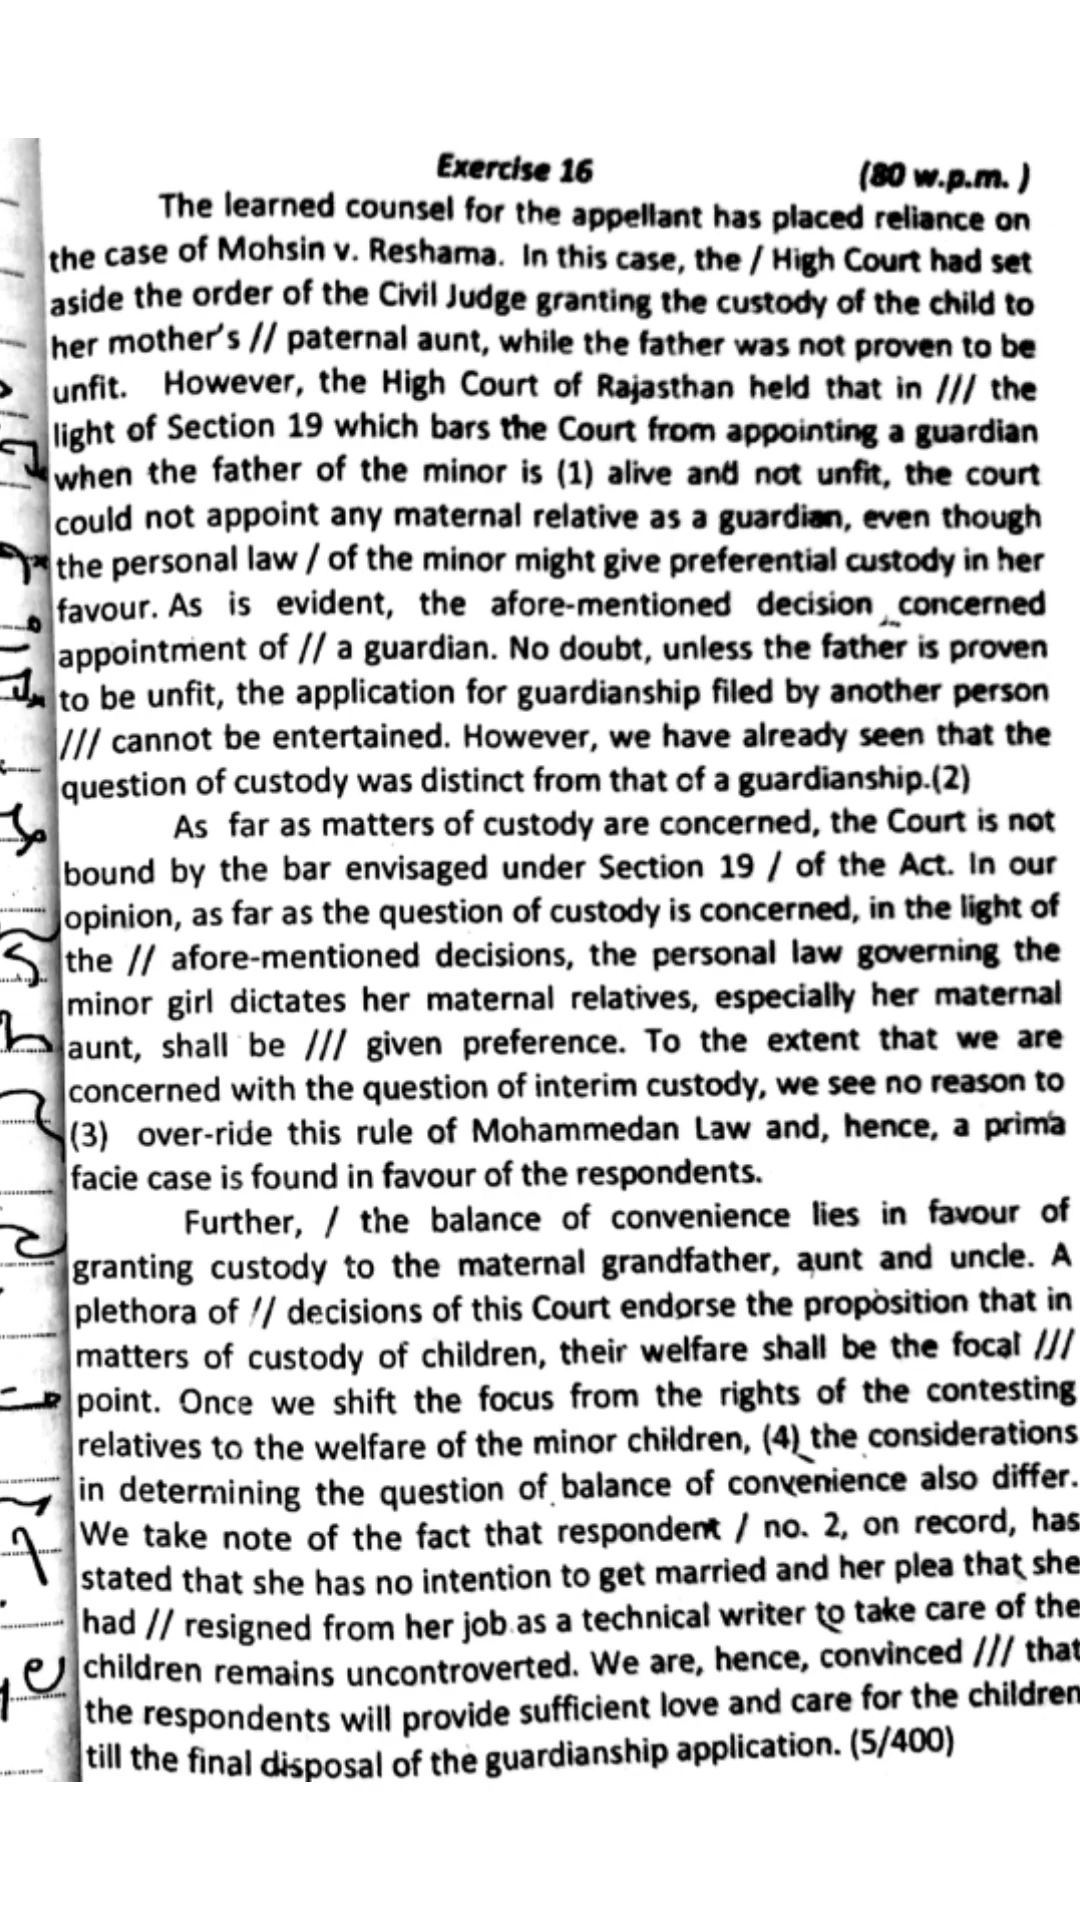 Exercise 16 (80 w.p.m. )
The learned counsel for the appellant has placed reliance on
the case of Mohsin v. Reshama. In this case, the / High Court had set
aside the order of the Civil Judge granting the custody of the child to
her mother's // paternal aunt, while the father was not proven to be
unfit. However, the High Court of Rajasthan held that in /// the
light of Section 19 which bars the Court from appointing a guardian
when the father of the minor is (1) alive and not unfit, the court
could not appoint any maternal relative as a guardian, even though
the personal law / of the minor might give preferential custody in her
favour. As is evident, the afore-mentioned decision concerned
appointment of // a guardian. No doubt, unless the father is proven
to be unfit, the application for guardianship filed by another person
/// cannot be entertained. However, we have already seen that the
question of custody was distinct from that of a guardianship.(2)
As far as matters of custody are concerned, the Court is not
bound by the bar envisaged under Section 19 / of the Act. In our
opinion, as far as the question of custody is concerned, in the light of
the // afore-mentioned decisions, the personal law governing the
minor girl dictates her maternal relatives, especially her maternal
aunt, shall be /// given preference. To the extent that we are
concerned with the question of interim custody, we see no reason to
(3) over-ride this rule of Mohammedan Law and, hence, a prima
facie case is found in favour of the respondents.
Further, / the balance of convenience lies in favour of
granting custody to the maternal grandfather, aunt and uncle. A
plethora of // decisions of this Court endorse the proposition that in
matters of custody of children, their welfare shall be the focal ///
point. Once we shift the focus from the rights of the contesting
relatives to the welfare of the minor children, (4) the considerations
in determining the question of balance of convenience also differ.
We take note of the fact that respondent / no. 2, on record, has
stated that she has no intention to get married and her plea that she
had // resigned from her job as a technical writer to take care of the
children remains uncontroverted. We are, hence, convinced /// that
the respondents will provide sufficient love and care for the children
till the final disposal of the guardianship application. (5/400)